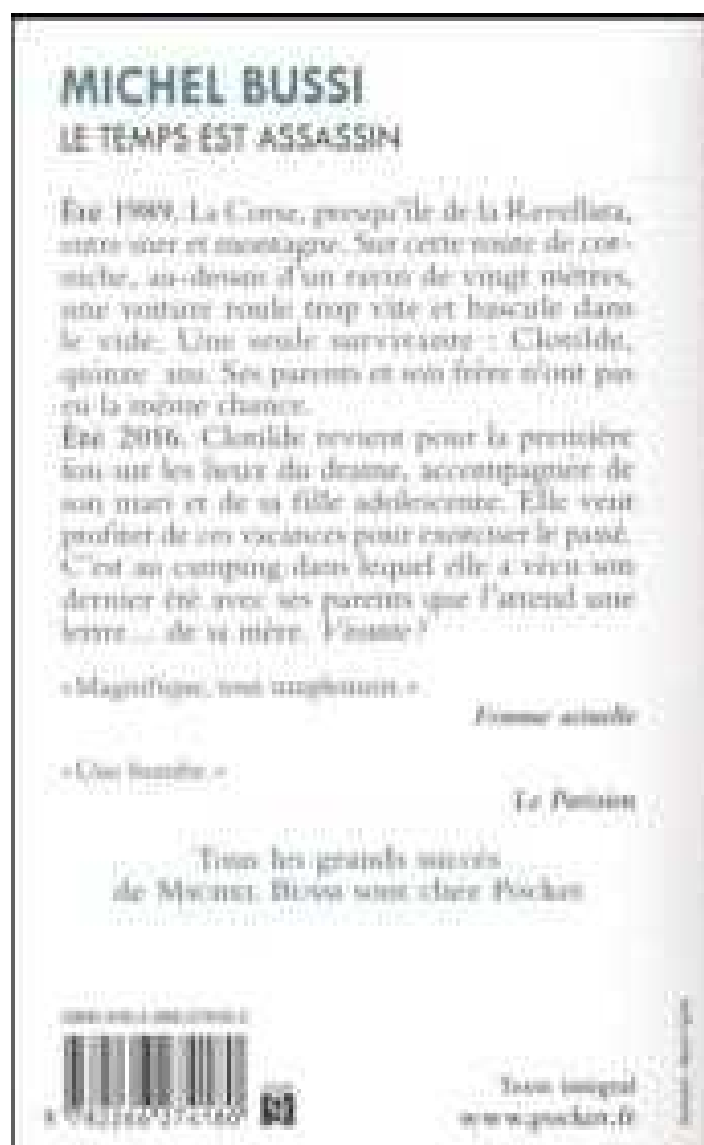 MICHEL BUSSI
LE TEMPS EST ASSASSIN
Été 1989. La Corse, presqu'île de la Revellata,
entre mer et montagne. Sur cette route de cor-
niche, au-dessus d'un ravin de vingt mètres,
une voiture roule trop vite et bascule dans
le vide. Une seule survivante : Clotilde,
quinze ans. Ses parents et son frère n'ont pas
eu la même chance.
Été 2016. Clotilde revient pour la première
fois sur les lieux du drame, accompagnée de
son mari et de sa fille adolescente. Elle veut
profiter de ces vacances pour exorciser le passé.
C'est au camping dans lequel elle a vécu son
dernier été avec ses parents que l'attend une
lettre... de sa mère. Vivante ?
« Magnifique, tout simplement. »
Femme actuelle
« Une bombe. »
Le Parisien
Tous les grands succès
de Michel Bussi sont chez Pocket
Texte intégral
www.pocket.fr